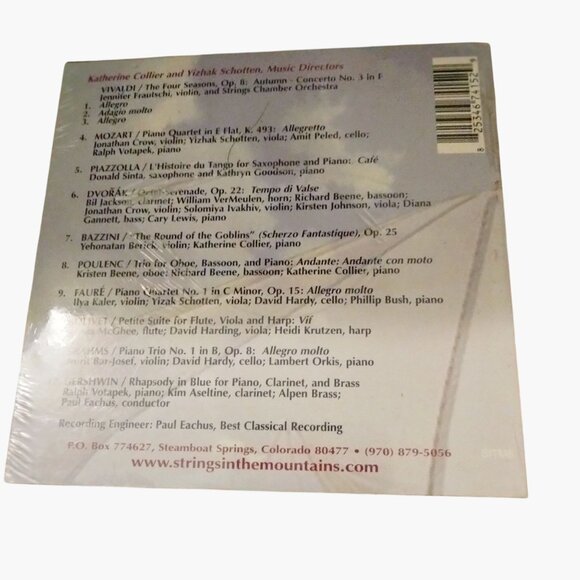 Katherine Collier and Yizhak Schotten, Music Directors
VIVALDI / The Four Seasons, Op. 8: Autumn - Concerto No. 3 in F
Jennifer Frautschi, violin, and Strings Chamber Orchestra
1. Allegro
2. Adagio molto
3. Allegro
4. MOZART / Piano Quartet in E Flat, K. 493: Allegretto
Jonathan Crow, violin; Yizhak Schotten, viola; Amit Peled, cello;
Ralph Votapek, piano
5. PIAZZOLLA / L'Histoire du Tango for Saxophone and Piano: Café
Donald Sinta, saxophone and Kathryn Goodson, piano
6. DVOŘÁK / Serenade, Op. 22: Tempo di Valse
Bil Jackson, clarinet; William VerMeulen, horn; Richard Beene, bassoon;
Jonathan Crow, violin; Solomiya Ivakhiv, violin; Kirsten Johnson, viola; Diana
Gannett, bass; Gary Lewis, piano
7. BAZZINI / "The Round of the Goblins" (Scherzo Fantastique), Op. 25
Yehonatan Berick, violin; Katherine Collier, piano
8. POULENC / Trio for Oboe, Bassoon, and Piano: Andante: Andante con moto
Kristen Beene, oboe: Richard Beene, bassoon; Katherine Collier, piano
9. FAURÉ / Piano Quartet No. 1 in C Minor, Op. 15: Allegro molto
Ilya Kaler, violin; Yizak Schotten, viola; David Hardy, cello; Phillip Bush, piano
/ Petite Suite for Flute, Viola and Harp: Vif
McGhee, flute; David Harding, viola; Heidi Krutzen, harp
/ Piano Trio No. 1 in B, Op. 8: Allegro molto
Bar-Josef, violin; David Hardy, cello; Lambert Orkis, piano
GERSHWIN / Rhapsody in Blue for Piano, Clarinet, and Brass
Ralph Votapek, piano; Kim Aseltine, clarinet; Alpen Brass;
Paul Eachus, conductor
Recording Engineer: Paul Eachus, Best Classical Recording
P.O. Box 774627, Steamboat Springs, Colorado 80477 • (970) 879-5056
www.stringsinthemountains.com
8 25346 74152 9